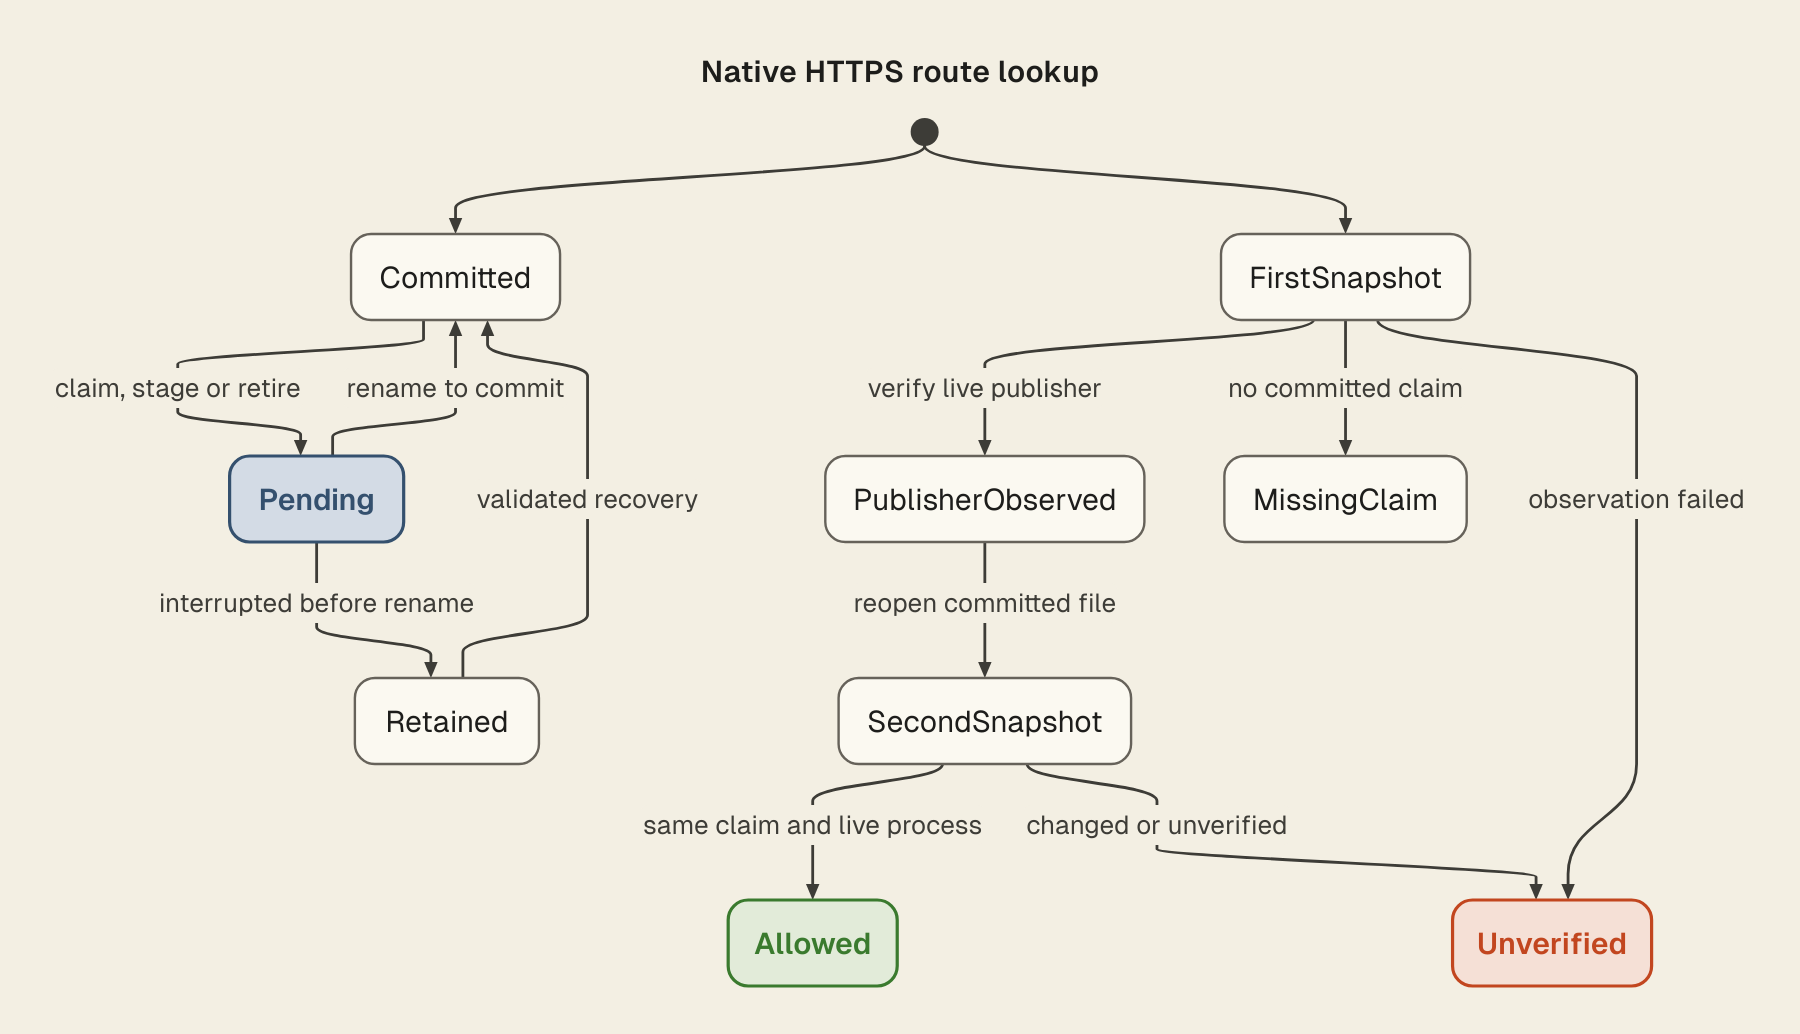 Native HTTPS route lookup
Committed
FirstSnapshot
claim, stage or retire
rename to commit
verify live publisher
no committed claim
Pending
validated recovery
PublisherObserved
MissingClaim
observation failed
interrupted before rename
reopen committed file
Retained
SecondSnapshot
same claim and live process
changed or unverified
Allowed
Unverified